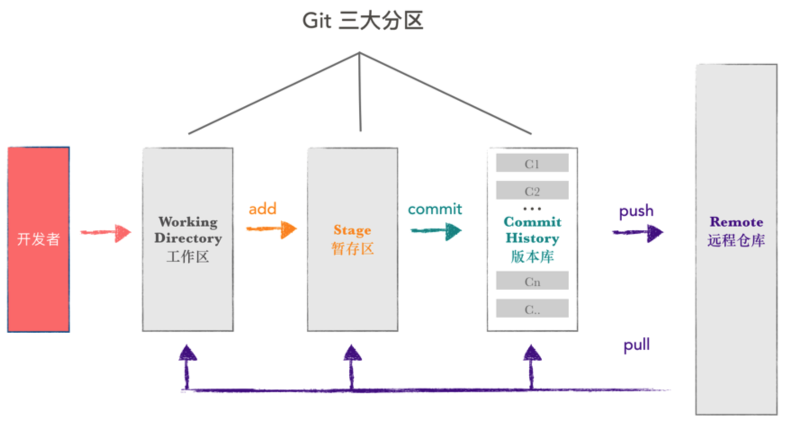 Git 三大分区
开发者
Working
Directory
工作区
add
Stage
暂存区
commit
C1
C2
...
Commit
History
版本库
Cn
C..
push
pull
Remote
远程仓库